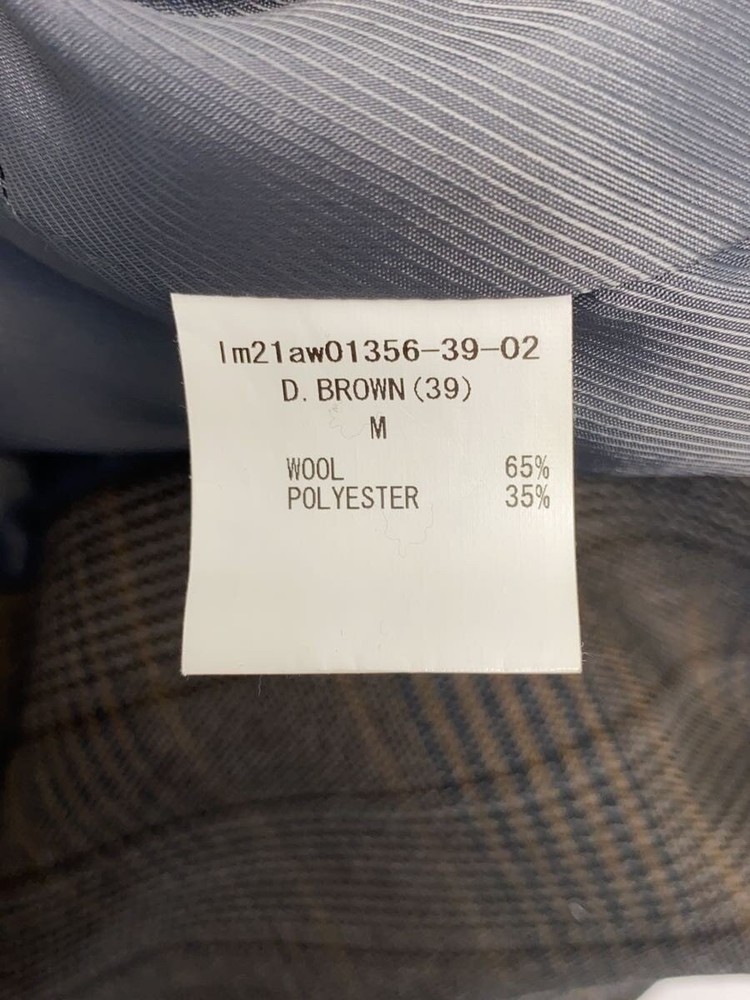 lm21aw01356-39-02
D. BROWN (39)
M
WOOL 65%
POLYESTER 35%